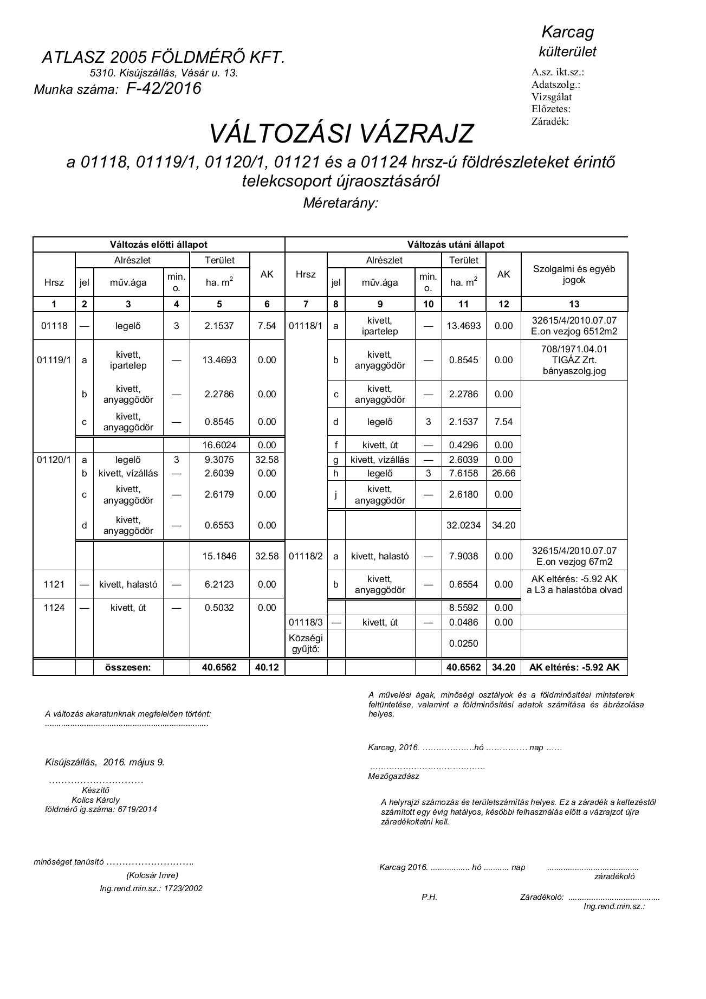 Karcag
külterület
ATLASZ 2005 FÖLDMÉRŐ KFT.
5310. Kisújszállás, Vásár u. 13.
Munka száma: F-42/2016
A.sz. ikt.sz.:
Adatszolg.:
Vizsgálat
Előzetes:
Záradék:
VÁLTOZÁSI VÁZRAJZ
a 01118, 01119/1, 01120/1, 01121 és a 01124 hrsz-ú földrészleteket érintő
telekcsoport újraosztásáról
Méretarány:
Változás előtti állapot Változás utáni állapot
Hrsz Alrészlet Terület AK Hrsz Alrészlet Terület AK Szolgalmi és egyéb jogok
jel műv.ága min. o. ha. m² jel műv.ága min. o. ha. m²
1 2 3 4 5 6 7 8 9 10 11 12 13
01118 — legelő 3 2.1537 7.54 01118/1 a kivett, ipartelep — 13.4693 0.00 32615/4/2010.07.07 E.on vezjog 6512m2
01119/1 a kivett, ipartelep — 13.4693 0.00 b kivett, anyaggödör — 0.8545 0.00 708/1971.04.01 TIGÁZ Zrt. bányaszolg.jog
b kivett, anyaggödör — 2.2786 0.00 c kivett, anyaggödör — 2.2786 0.00
c kivett, anyaggödör — 0.8545 0.00 d legelő 3 2.1537 7.54
16.6024 0.00 f kivett, út — 0.4296 0.00
01120/1 a legelő 3 9.3075 32.58 g kivett, vízállás — 2.6039 0.00
b kivett, vízállás — 2.6039 0.00 h legelő 3 7.6158 26.66
c kivett, anyaggödör — 2.6179 0.00 j kivett, anyaggödör — 2.6180 0.00
d kivett, anyaggödör — 0.6553 0.00 32.0234 34.20
15.1846 32.58 01118/2 a kivett, halastó — 7.9038 0.00 32615/4/2010.07.07 E.on vezjog 67m2
1121 — kivett, halastó — 6.2123 0.00 b kivett, anyaggödör — 0.6554 0.00 AK eltérés: -5.92 AK a L3 a halastóba olvad
1124 — kivett, út — 0.5032 0.00 8.5592 0.00
01118/3 — kivett, út — 0.0486 0.00
Községi gyűjtő: 0.0250
összesen: 40.6562 40.12 40.6562 34.20 AK eltérés: -5.92 AK
A művelési ágak, minőségi osztályok és a földminősítési mintaterek
feltüntetése, valamint a földminősítési adatok számítása és ábrázolása
helyes.
A változás akaratunknak megfelelően történt:
.......................................................................
Karcag, 2016. ……………….hó …………… nap ……
Kisújszállás, 2016. május 9.
……………………………………
Mezőgazdász
…………………………
Készítő
Kolics Károly
földmérő ig.száma: 6719/2014
A helyrajzi számozás és területszámítás helyes. Ez a záradék a keltezéstől
számított egy évig hatályos, későbbi felhasználás előtt a vázrajzot újra
záradékoltatni kell.
minőséget tanúsító ……………………….
(Kolcsár Imre)
Ing.rend.min.sz.: 1723/2002
Karcag 2016. ................. hó ........... nap ........................................
záradékoló
P.H. Záradékoló: ........................................
Ing.rend.min.sz.: